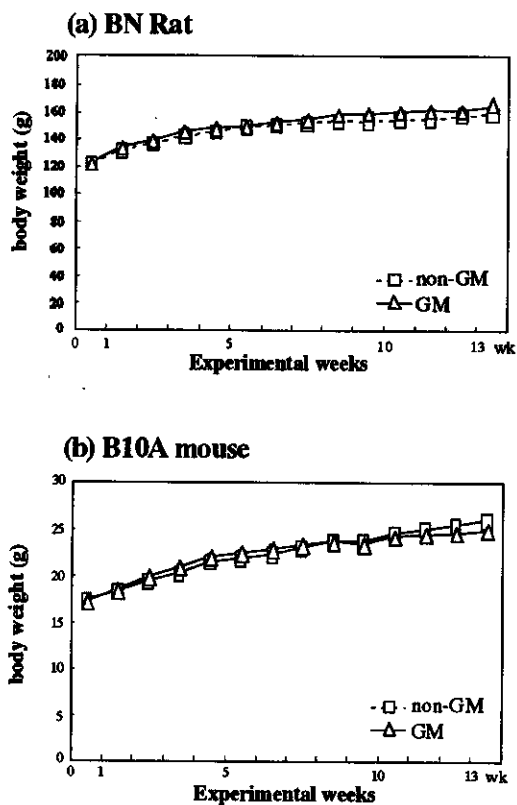 (a) BN Rat
200
180
160
140
120
100
80
60
40
20
0
body weight (g)
non-GM
GM
0 1 5 10 13 wk
Experimental weeks
(b) B10A mouse
30
25
20
15
10
5
0
body weight (g)
non-GM
GM
0 1 5 10 13 wk
Experimental weeks